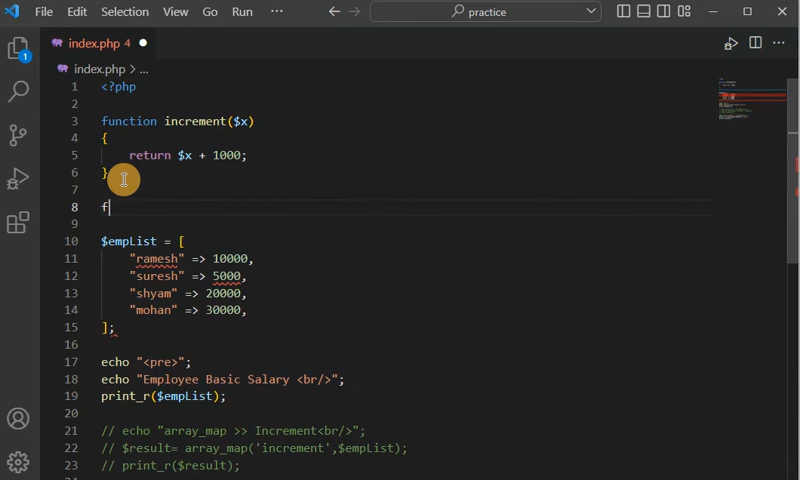 File Edit Selection View Go Run ··· practice
index.php 4
index.php > ...
1
1 <?php
2
3 function increment($x)
4 {
5 return $x + 1000;
6 }
7
8 f
9
10 $empList = [
11 "ramesh" => 10000,
12 "suresh" => 5000,
13 "shyam" => 20000,
14 "mohan" => 30000,
15 ];
16
17 echo "<pre>";
18 echo "Employee Basic Salary <br/>";
19 print_r($empList);
20
21 // echo "array_map >> Increment<br/>";
22 // $result= array_map('increment',$empList);
23 // print_r($result);